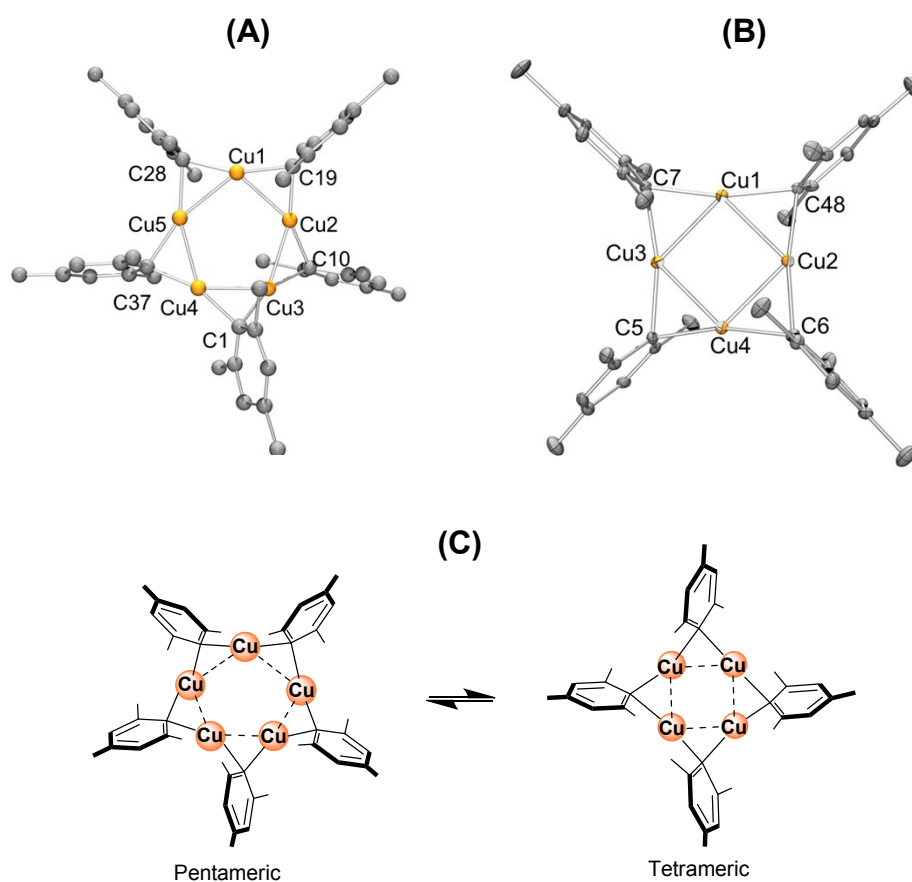 (A)
(B)
Cu1
C28
C19
Cu5
Cu2
C10
C37
Cu4
Cu3
C1
Cu1
C7
C48
Cu3
Cu2
C5
C6
Cu4
(C)
Cu
Cu
Cu
Cu
Cu
Cu
Cu
Cu
Cu
Pentameric
Tetrameric